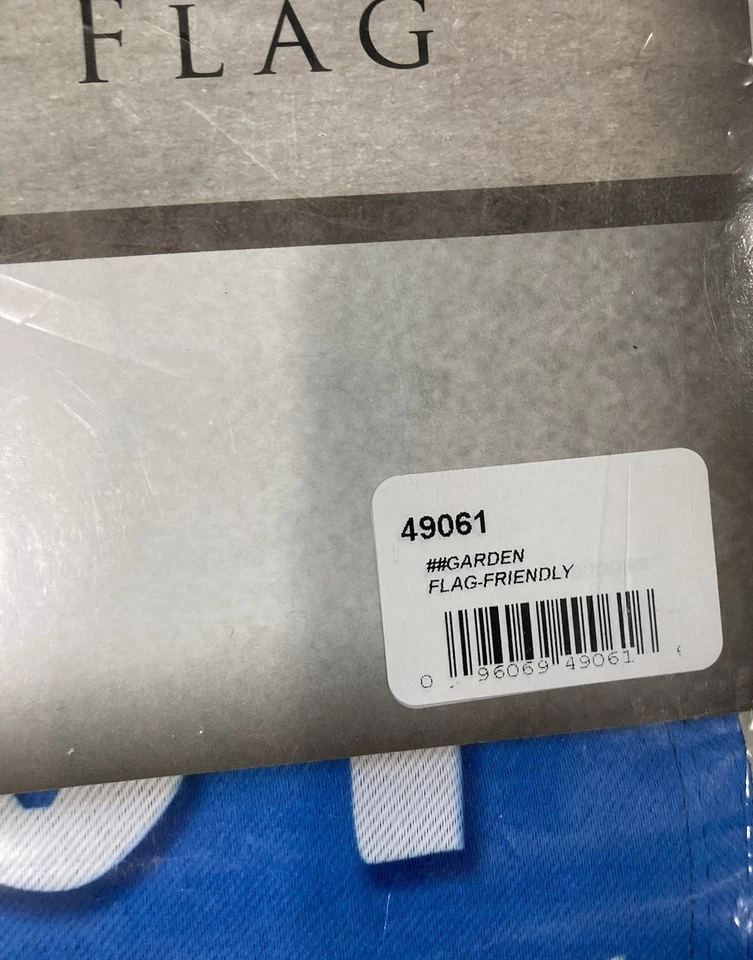 FLAG
49061
##GARDEN
FLAG-FRIENDLY
0 96069 49061